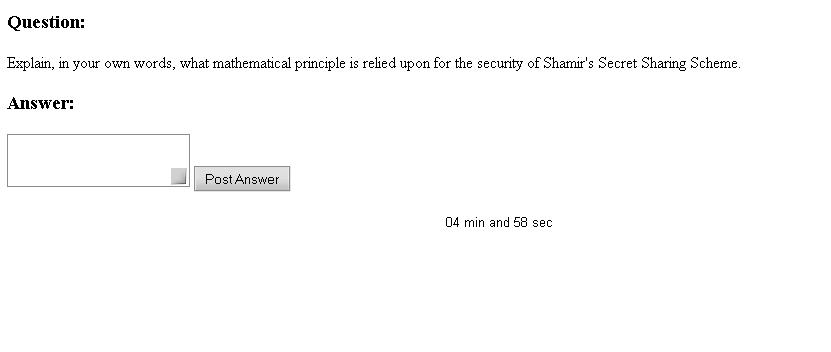 Question:
Explain, in your own words, what mathematical principle is relied upon for the security of Shamir's Secret Sharing Scheme.
Answer:
Post Answer
04 min and 58 sec